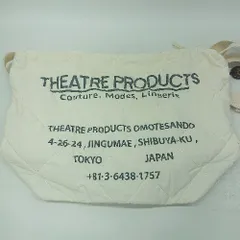 THEATRE PRODUCTS
Couture, Modes, Lingerie
THEATRE PRODUCTS OMOTESANDO
4-26-24, JINGUMAE, SHIBUYA-KU,
TOKYO JAPAN
+81-3-6438-1757